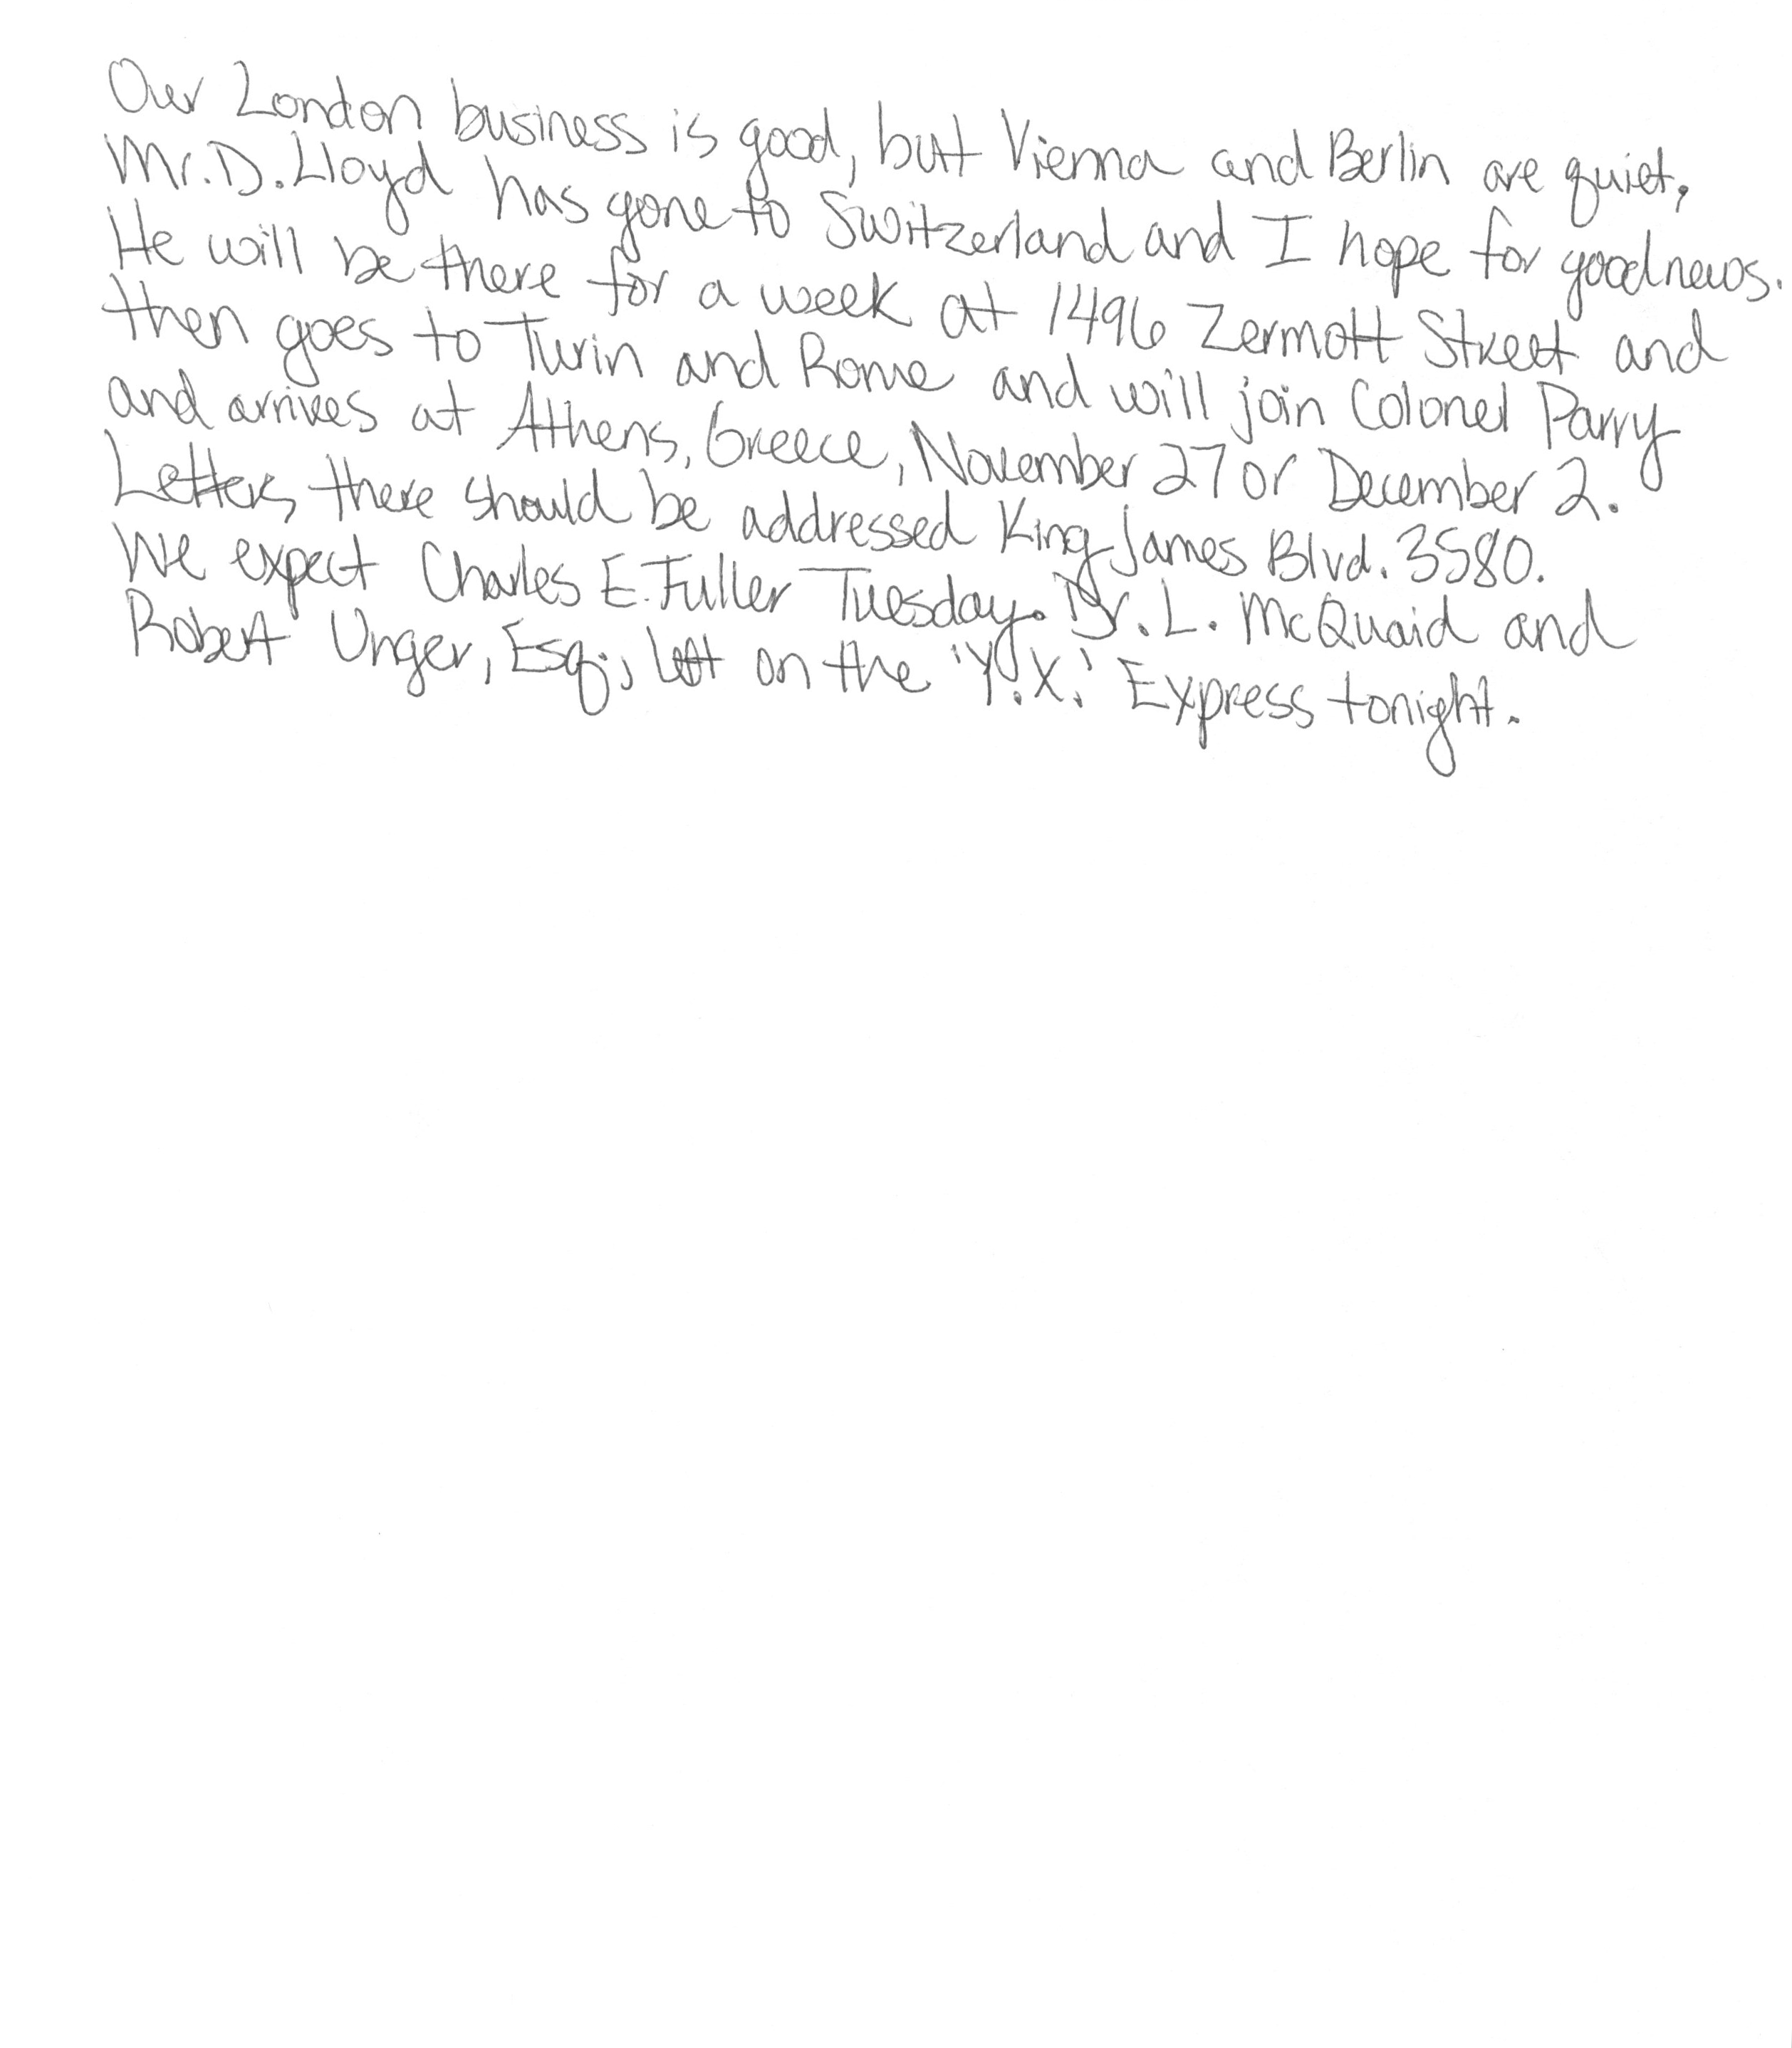 Our London business is good, but Vienna and Berlin are quiet.
Mr. D. Lloyd has gone to Switzerland and I hope for good news.
He will be there for a week at 1496 Zermott Street and
then goes to Turin and Rome and will join Colonel Parry
and arrives at Athens, Greece, November 27 or December 2.
Letters there should be addressed King James Blvd. 3580.
We expect Charles E. Fuller Tuesday. Dr. L. McQuaid and
Robert Unger, Esq., left on the 'Y.X.' Express tonight.